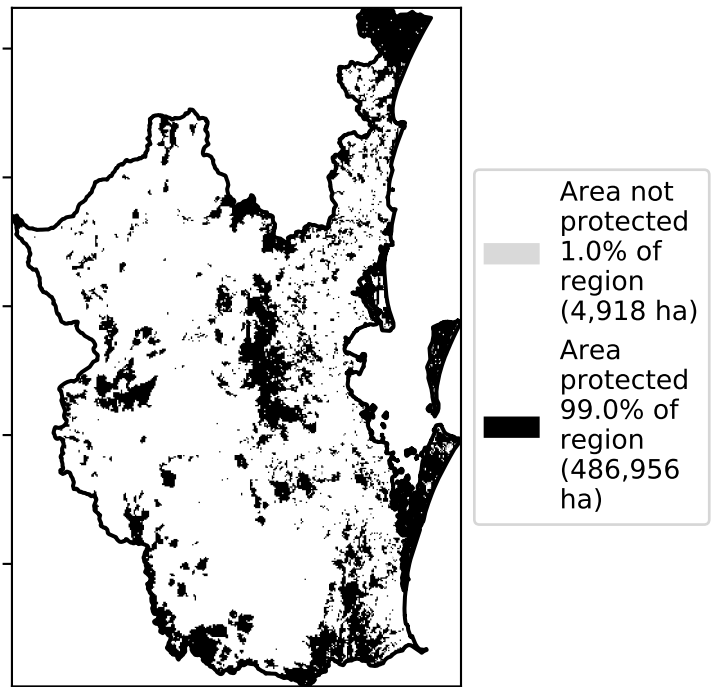 Area not
protected
1.0% of
region
(4,918 ha)
Area
protected
99.0% of
region
(486,956
ha)